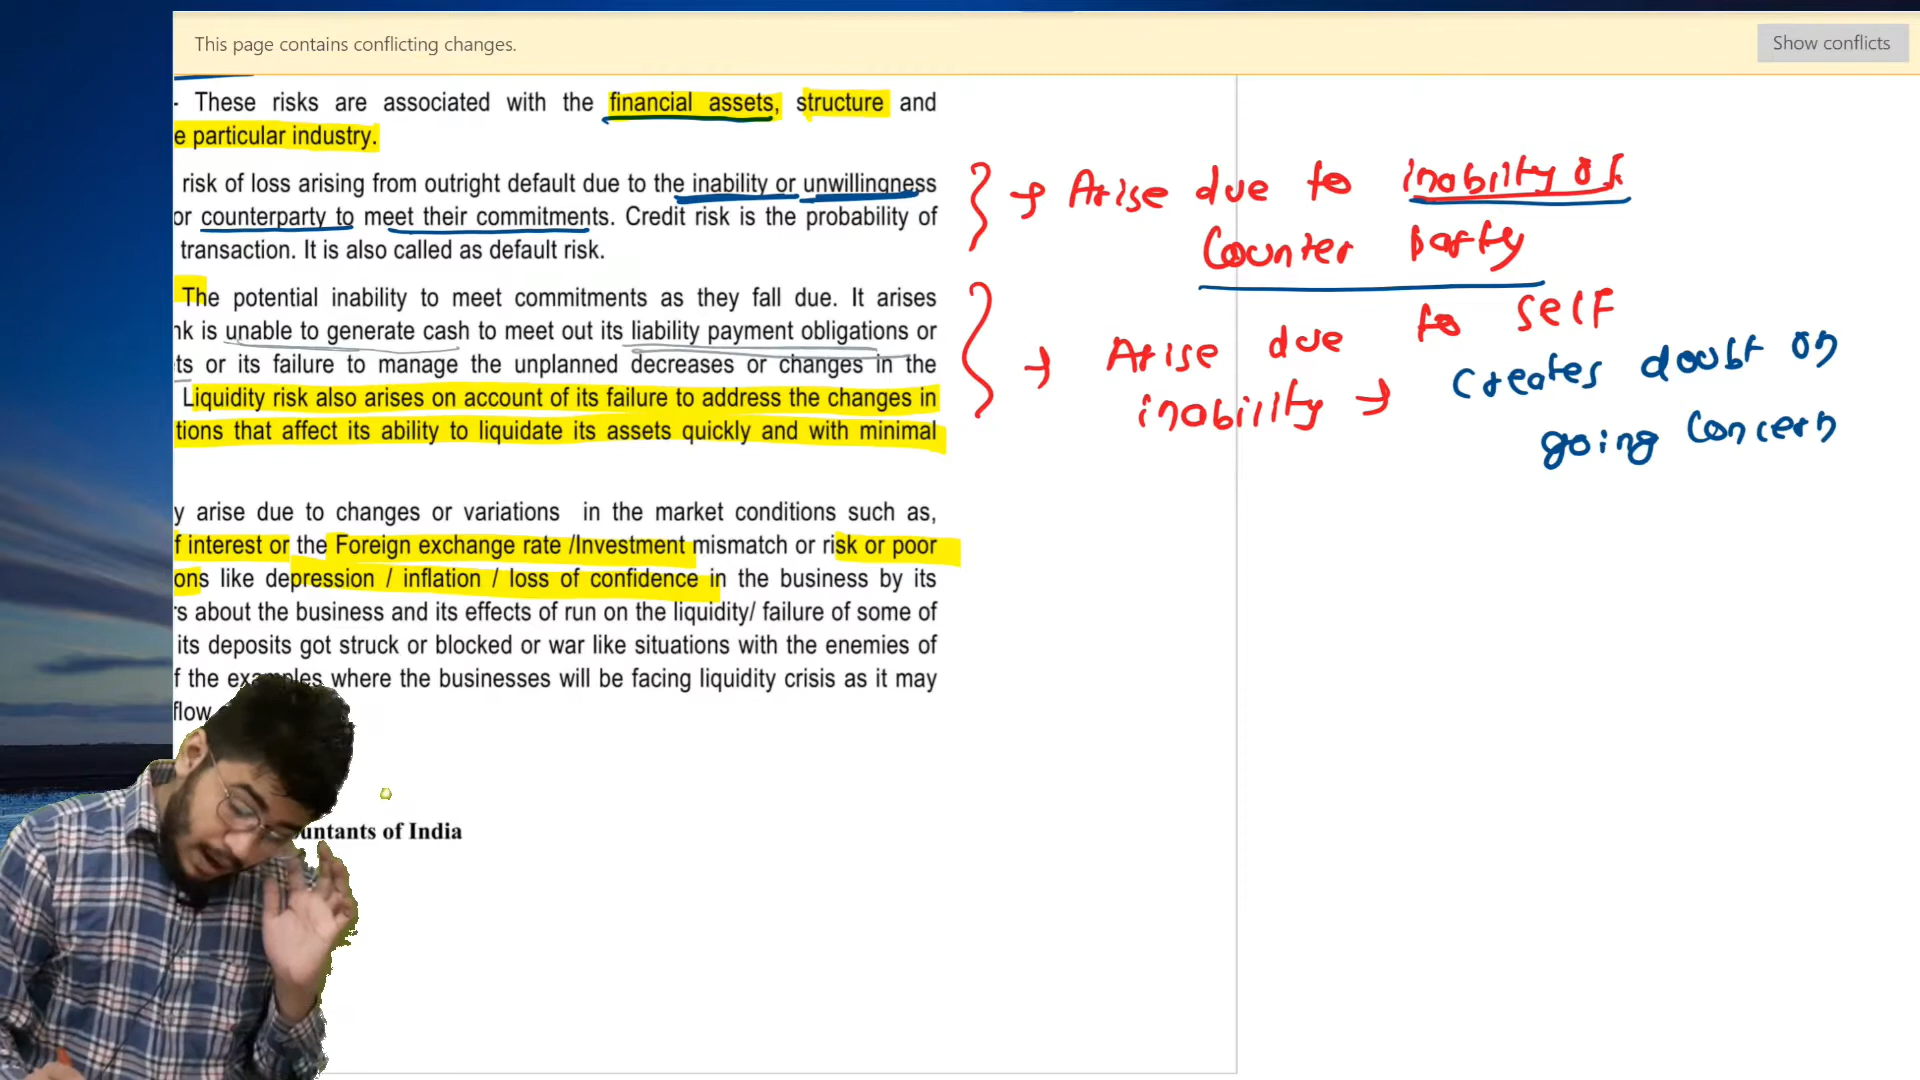 This page contains conflicting changes.
Show conflicts
- These risks are associated with the financial assets, structure and
e particular industry.
risk of loss arising from outright default due to the inability or unwillingness
or counterparty to meet their commitments. Credit risk is the probability of
transaction. It is also called as default risk.
The potential inability to meet commitments as they fall due. It arises
nk is unable to generate cash to meet out its liability payment obligations or
ts or its failure to manage the unplanned decreases or changes in the
Liquidity risk also arises on account of its failure to address the changes in
tions that affect its ability to liquidate its assets quickly and with minimal
y arise due to changes or variations in the market conditions such as,
f interest or the Foreign exchange rate /Investment mismatch or risk or poor
ons like depression / inflation / loss of confidence in the business by its
s about the business and its effects of run on the liquidity/ failure of some of
its deposits got struck or blocked or war like situations with the enemies of
f the examples where the businesses will be facing liquidity crisis as it may
flow
untants of India
→ Arise due to inability of
Counter party
→ Arise due to self
inability → creates doubt on
going concern